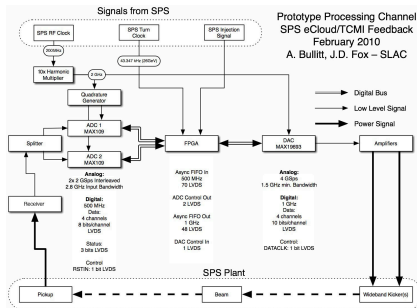 Signals from SPS
Prototype Processing Channel
SPS eCloud/TCMI Feedback
February 2010
A. Bullitt, J.D. Fox – SLAC
SPS RF Clock
SPS Turn
Clock
SPS Injection
Signal
200MHz
43.347 kHz (26GeV)
10x Harmonic
Multiplier
2 GHz
Quadrature
Generator
Digital Bus
Low Level Signal
Power Signal
ADC 1
MAX109
Splitter
FPGA
DAC
MAX19693
Amplifiers
ADC 2
MAX109
Analog:
2x 2 GSps Interleaved
2.8 GHz Input Bandwidth
Digital:
500 MHz
Data:
4 channels
8 bits/channel
LVDS
Status:
3 bits LVDS
Control
RSTIN: 1 bit LVDS
Async FIFO In
500 MHz
70 LVDS
ADC Control Out
2 LVDS
Async FIFO Out
1 GHz
48 LVDS
DAC Control In
1 LVDS
Analog:
4 GSps
1.5 GHz min. Bandwidth
Digital:
1 GHz
Data:
4 channels
10 bits/channel
LVDS
Control:
DATACLK: 1 bit LVDS
Receiver
SPS Plant
Pickup
Beam
Wideband Kicker(s)